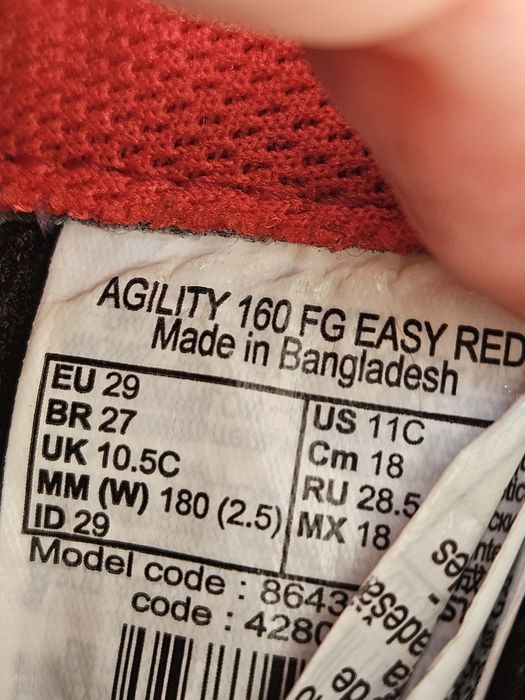 AGILITY 160 FG EASY RED
Made in Bangladesh
EU 29
BR 27
UK 10.5C
MM (W) 180 (2.5)
ID 29
US 11C
Cm 18
RU 28.5
MX 18
Model code : 8643
code : 4280